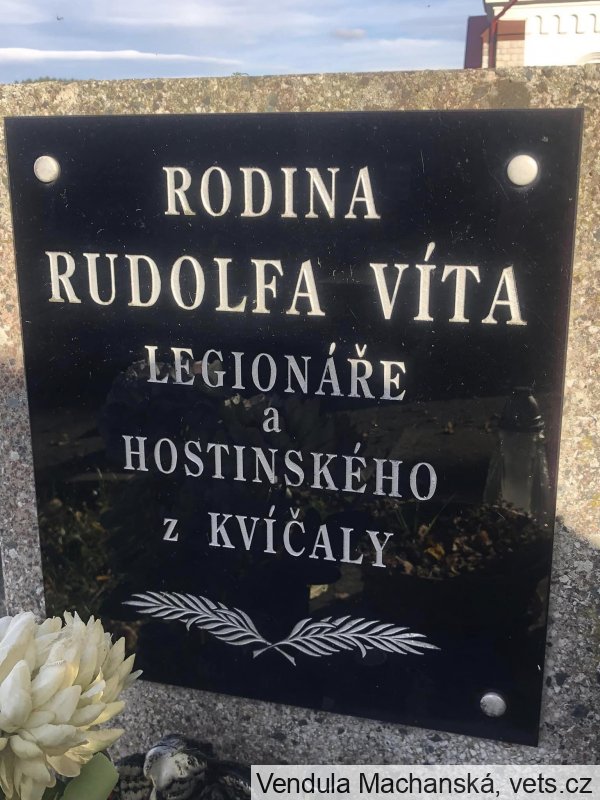 RODINA
RUDOLFA VÍTA
LEGIONÁŘE
a
HOSTINSKÉHO
z KVÍČALY
Vendula Machanská, vets.cz